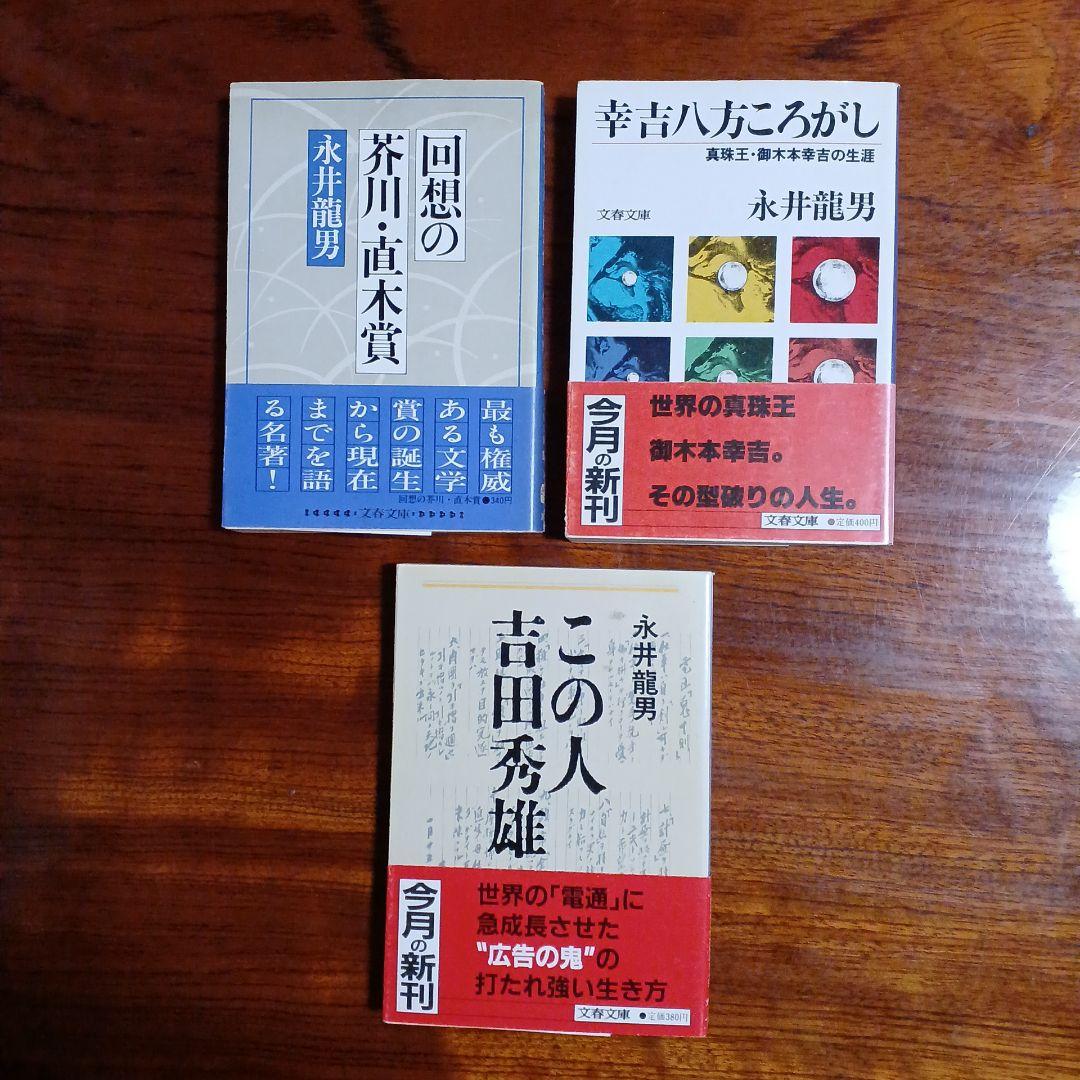 回想の
芥川・直木賞
永井龍男
最も権威
ある文学
賞の誕生
から現在
までを語
る名著!
回想の芥川・直木賞●340円
文春文庫
幸吉八方ころがし
真珠王・御木本幸吉の生涯
文春文庫
永井龍男
今月の新刊
世界の真珠王
御木本幸吉。
その型破りの人生。
文春文庫 ●定価400円
永井龍男
この人
吉田秀雄
今月の新刊
世界の「電通」に
急成長させた
"広告の鬼"の
打たれ強い生き方
文春文庫 ●定価380円